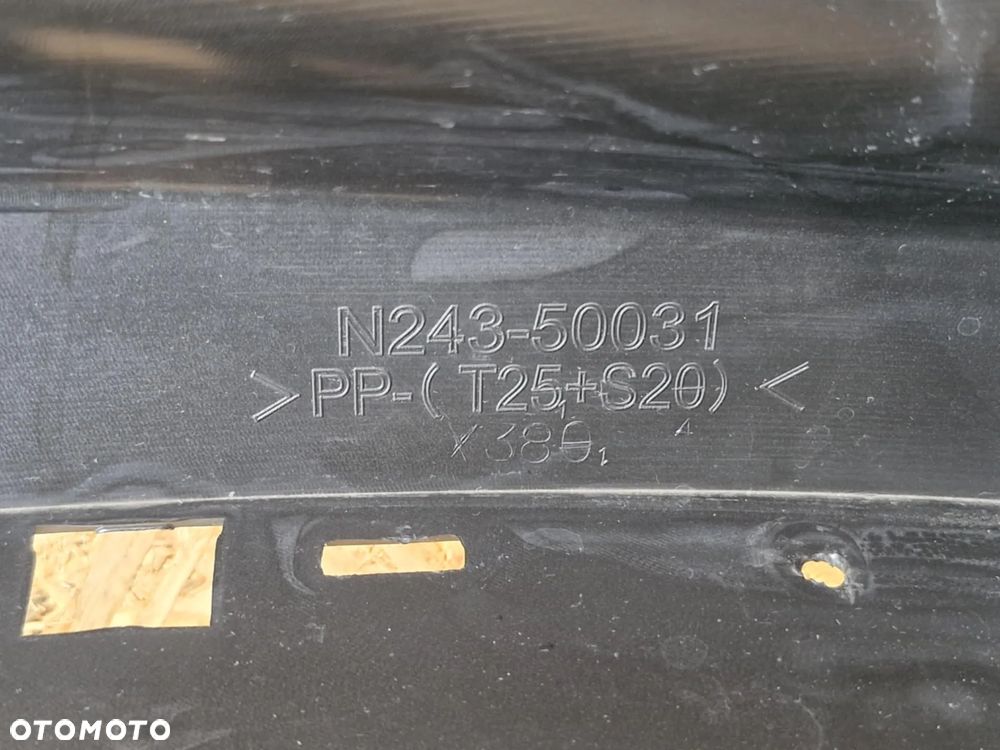 N243-50031
>PP-(T25+S20)<
X380
OTOMOTO